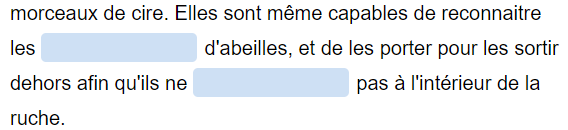 morceaux de cire. Elles sont même capables de reconnaitre
les d'abeilles, et de les porter pour les sortir
dehors afin qu'ils ne pas à l'intérieur de la
ruche.